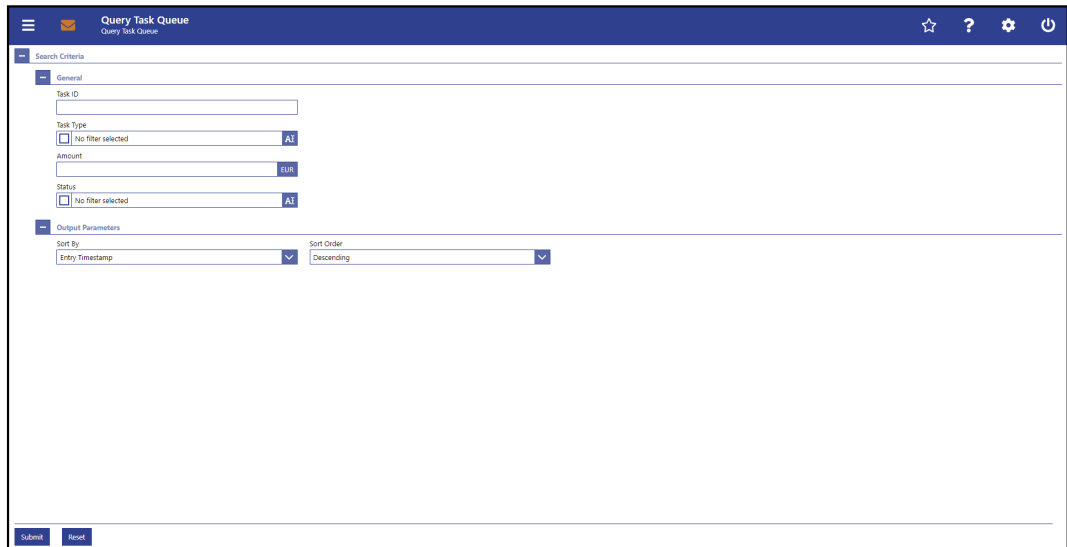 Query Task Queue
Query Task Queue
Search Criteria
General
Task ID
Task Type
No filter selected AI
Amount
EUR
Status
No filter selected AI
Output Parameters
Sort By Sort Order
Entry Timestamp Descending
Submit Reset